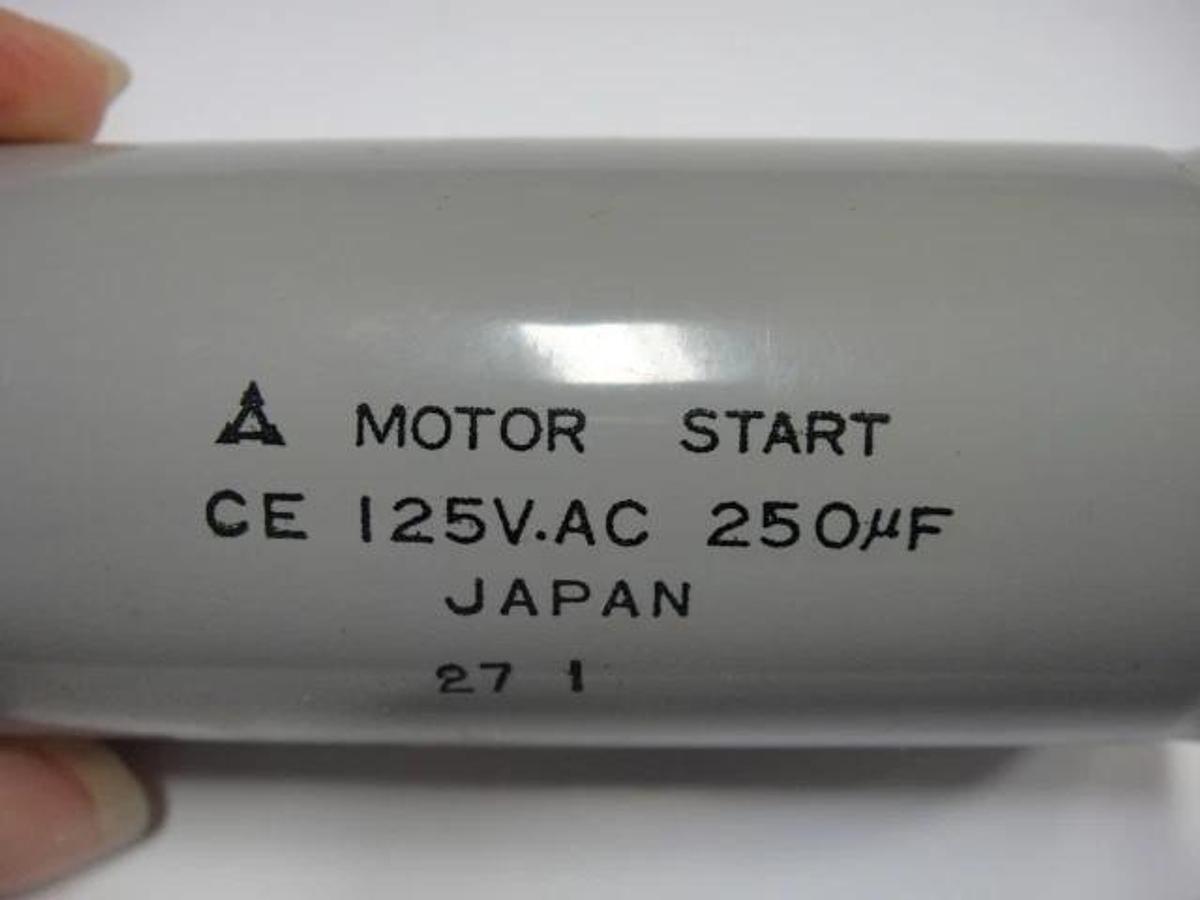 MOTOR START
CE 125V.AC 250μF
JAPAN
27 1